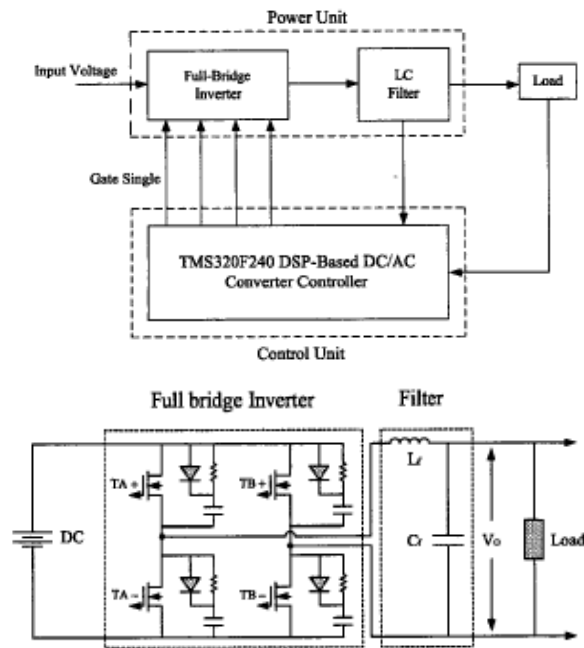 Power Unit
Input Voltage
Full-Bridge
Inverter
LC
Filter
Load
Gate Single
TMS320F240 DSP-Based DC/AC
Converter Controller
Control Unit
Full bridge Inverter
Filter
DC
TA+
TB+
TA−
TB−
Lf
Cf
Vo
Load